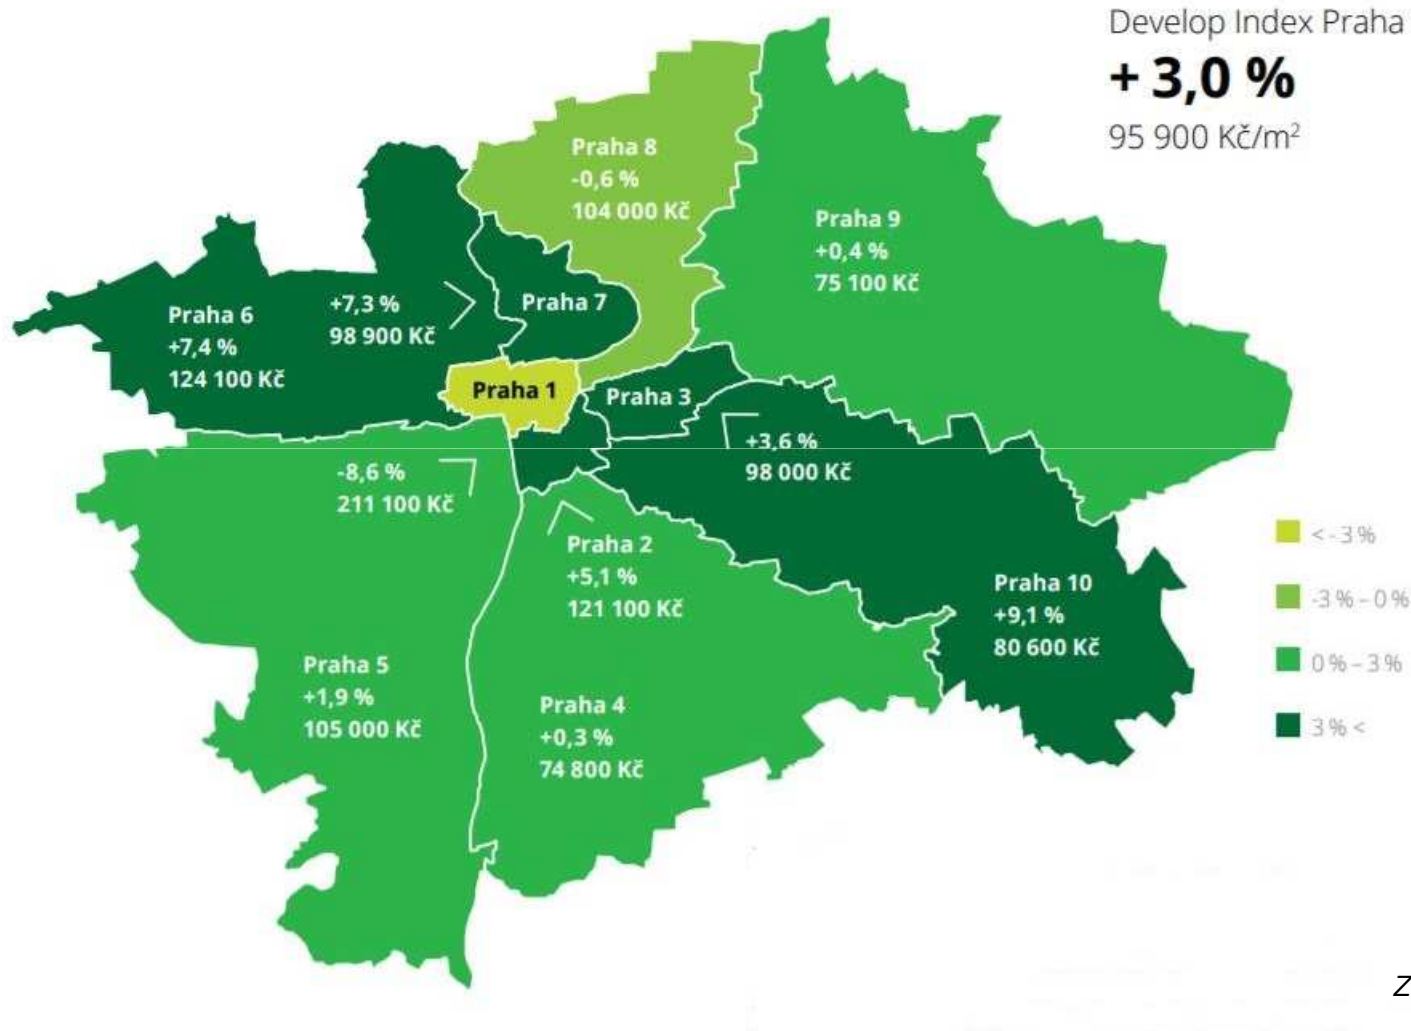 Develop Index Praha
+ 3,0 %
95 900 Kč/m²
Praha 8
-0,6 %
104 000 Kč
Praha 9
+0,4 %
75 100 Kč
Praha 6
+7,4 %
124 100 Kč
+7,3 %
98 900 Kč
Praha 7
Praha 1
Praha 3
+3,6 %
98 000 Kč
-8,6 %
211 100 Kč
Praha 2
+5,1 %
121 100 Kč
Praha 10
+9,1 %
80 600 Kč
Praha 5
+1,9 %
105 000 Kč
Praha 4
+0,3 %
74 800 Kč
< - 3 %
-3 % – 0 %
0 % – 3 %
3 % <
Z